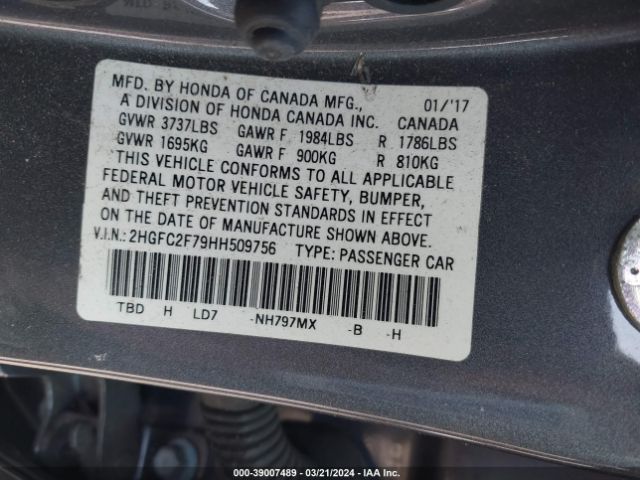 MFD. BY HONDA OF CANADA MFG., 01/'17
A DIVISION OF HONDA CANADA INC. CANADA
GVWR 3737LBS GAWR F 1984LBS R 1786LBS
GVWR 1695KG GAWR F 900KG R 810KG
THIS VEHICLE CONFORMS TO ALL APPLICABLE
FEDERAL MOTOR VEHICLE SAFETY, BUMPER,
AND THEFT PREVENTION STANDARDS IN EFFECT
ON THE DATE OF MANUFACTURE SHOWN ABOVE.
V.I.N.: 2HGFC2F79HH509756 TYPE: PASSENGER CAR
TBD H LD7 -NH797MX -B -H
000-39007489 — 03/21/2024 — IAA Inc.